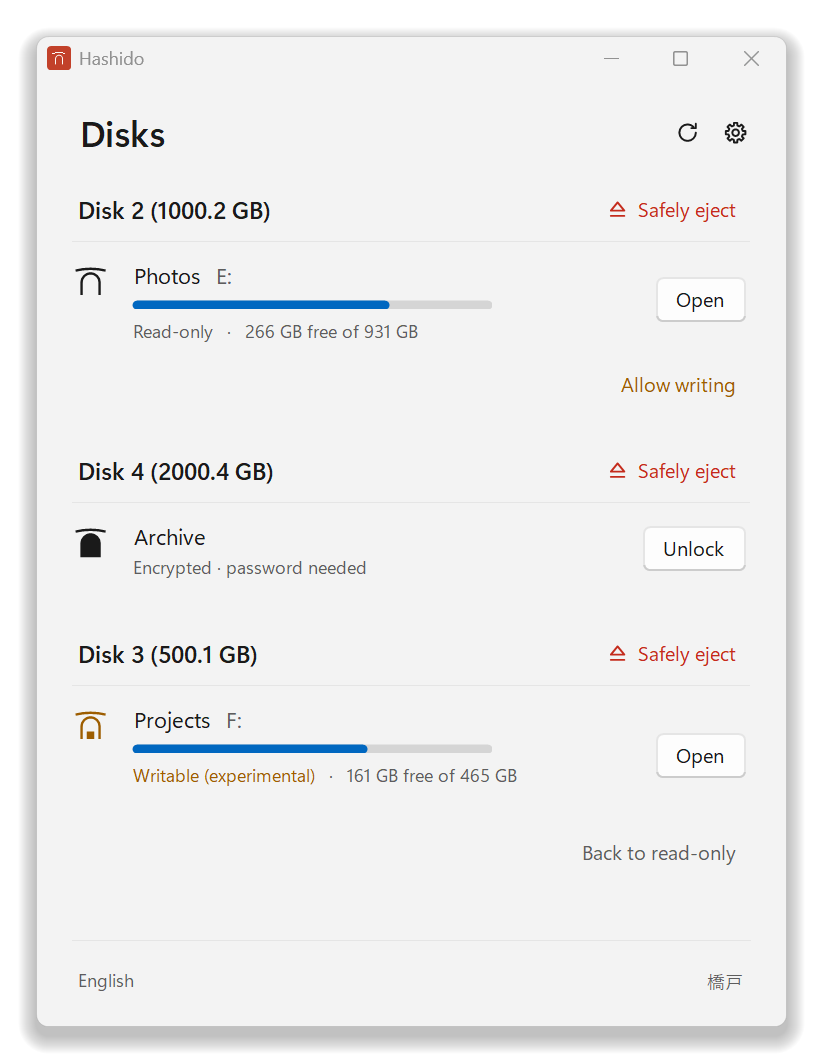 Hashido
Disks
Disk 2 (1000.2 GB) Safely eject
Photos E:
Open
Read-only · 266 GB free of 931 GB
Allow writing
Disk 4 (2000.4 GB) Safely eject
Archive
Unlock
Encrypted · password needed
Disk 3 (500.1 GB) Safely eject
Projects F:
Open
Writable (experimental) · 161 GB free of 465 GB
Back to read-only
English 橋戸